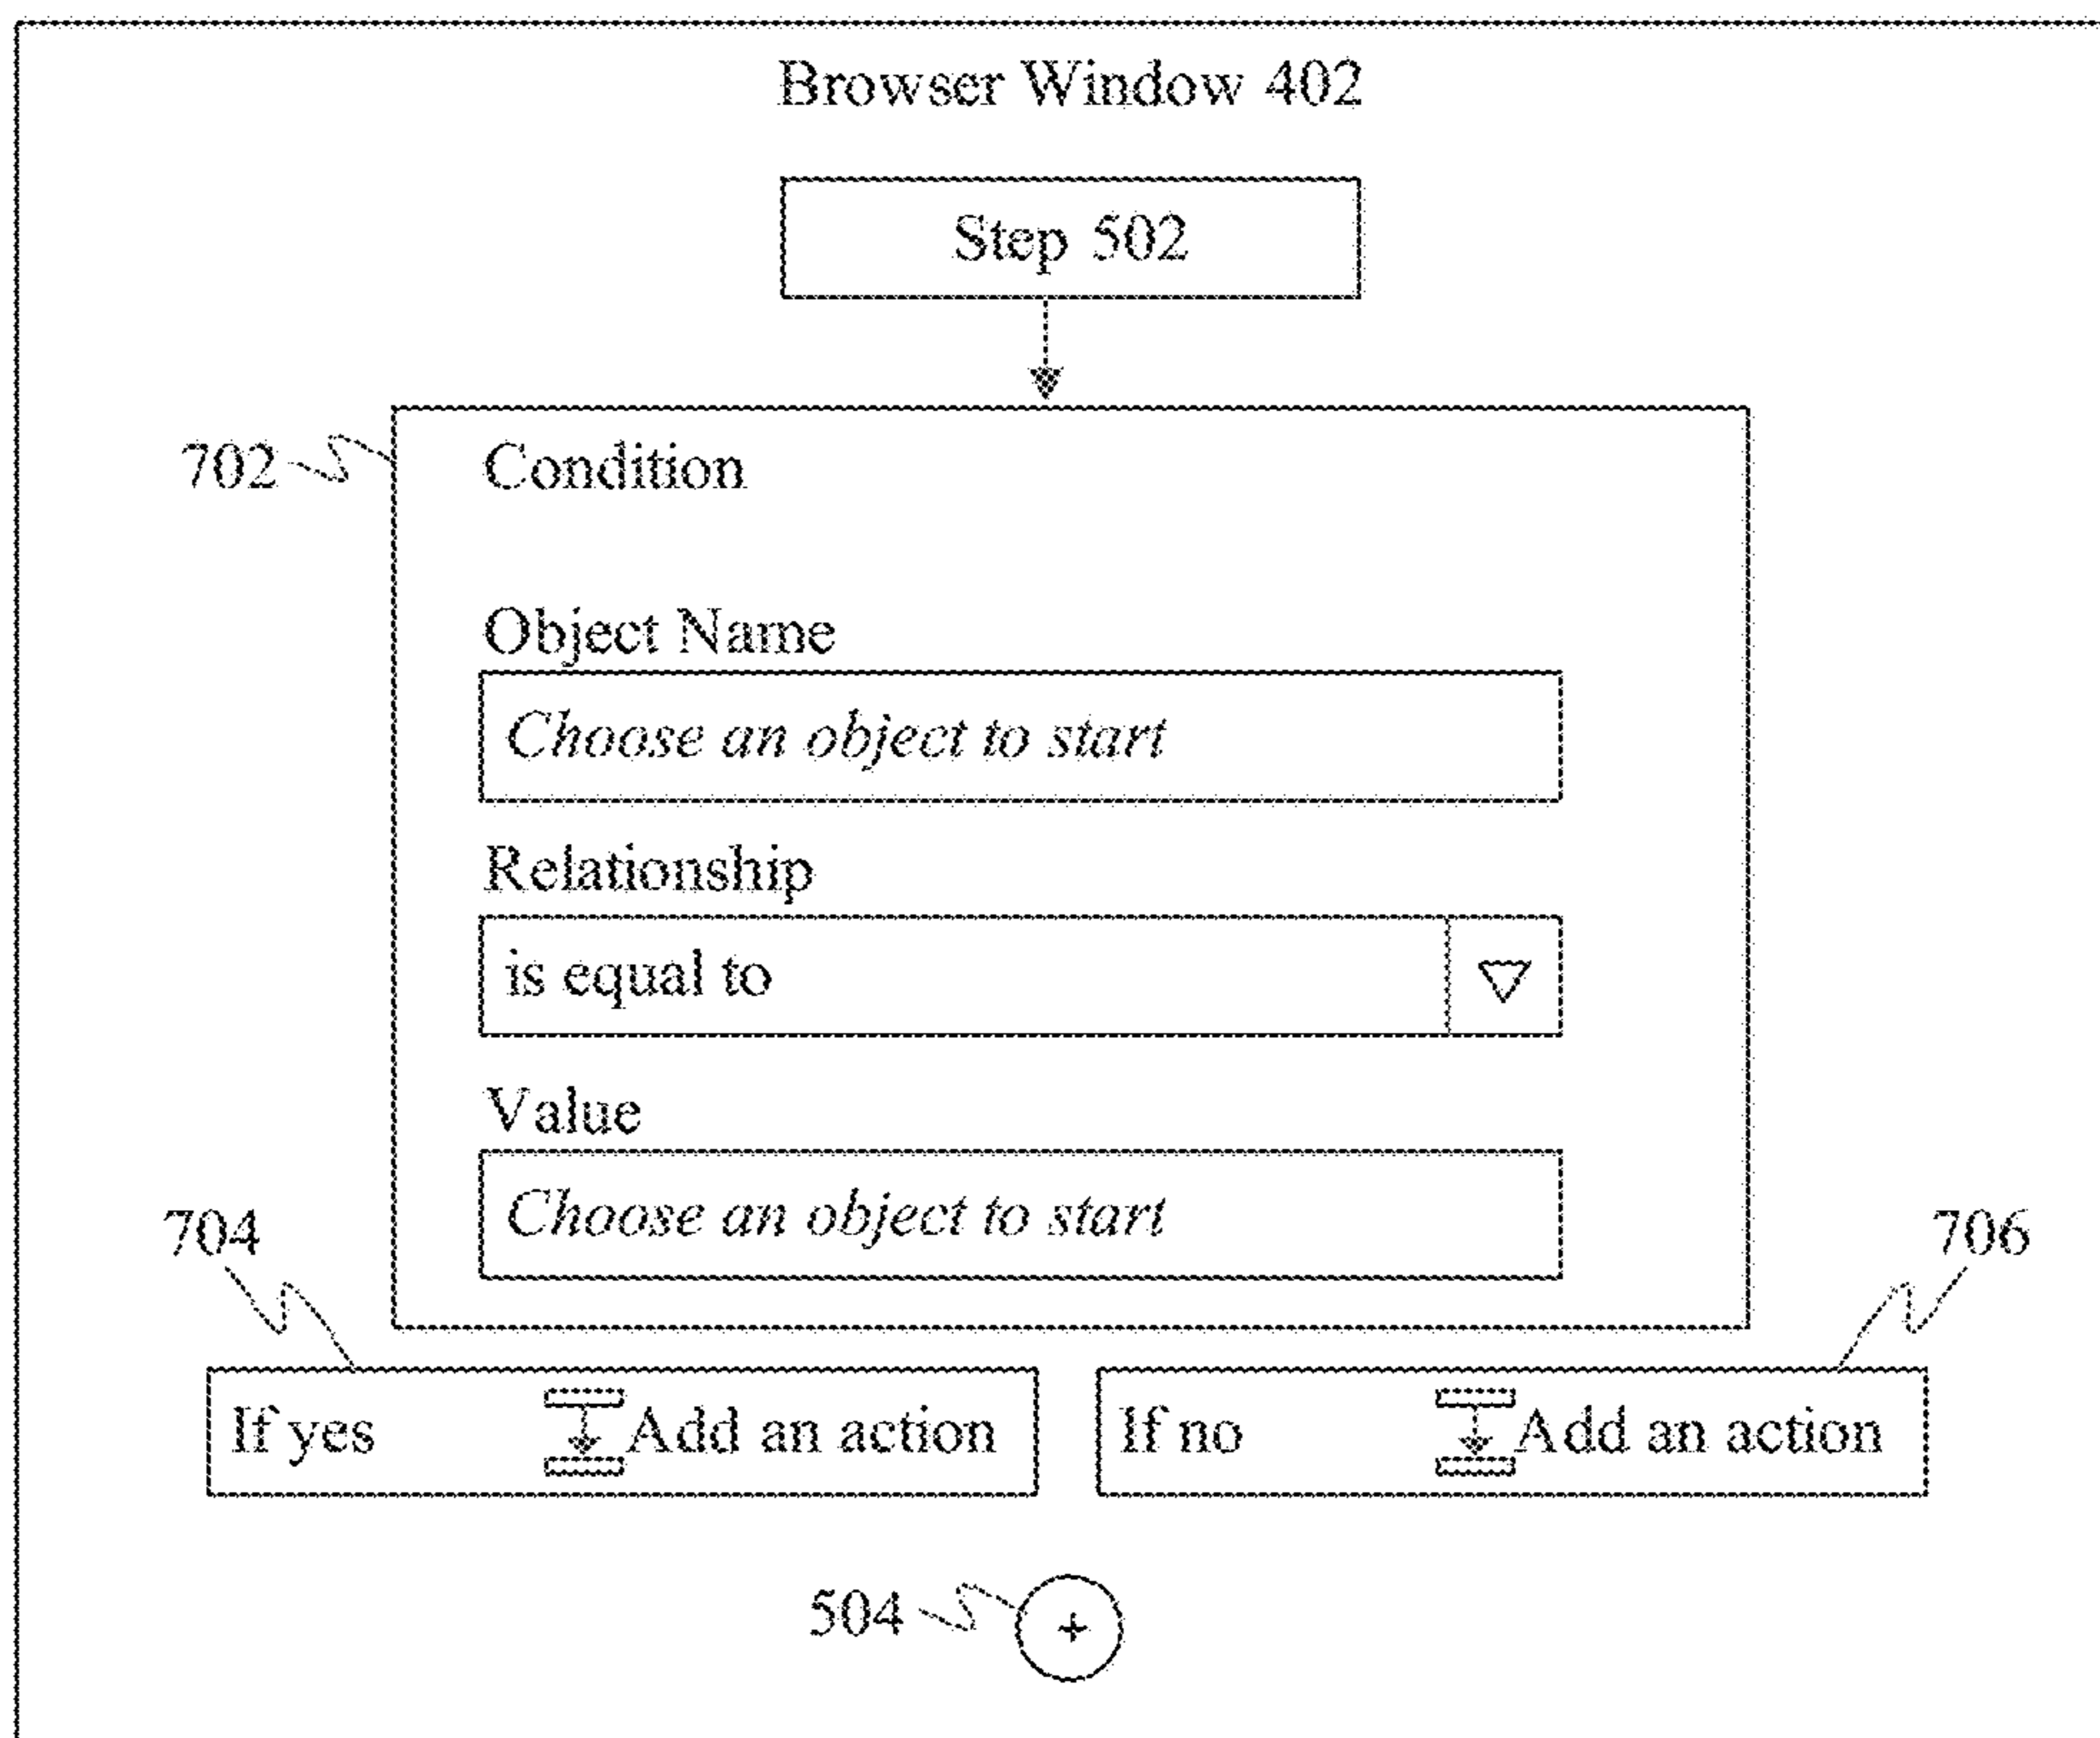 Browser Window 402
Step 502
702
Condition
Object Name
Choose an object to start
Relationship
is equal to
Value
Choose an object to start
704
706
If yes Add an action
If no Add an action
504
+